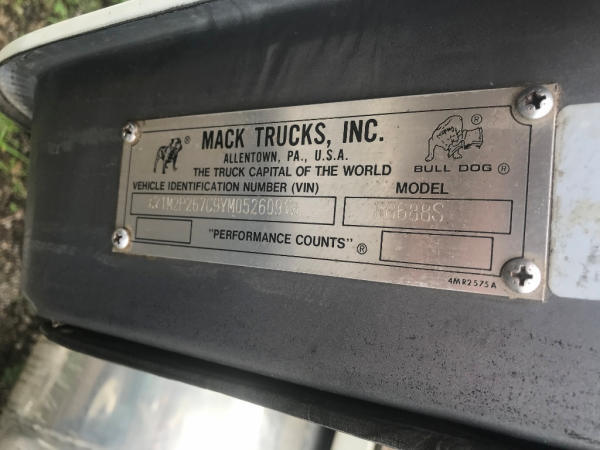 MACK TRUCKS, INC.
ALLENTOWN, PA., U.S.A.
THE TRUCK CAPITAL OF THE WORLD
BULL DOG ®
VEHICLE IDENTIFICATION NUMBER (VIN)
MODEL
"PERFORMANCE COUNTS" ®
4MR2575A